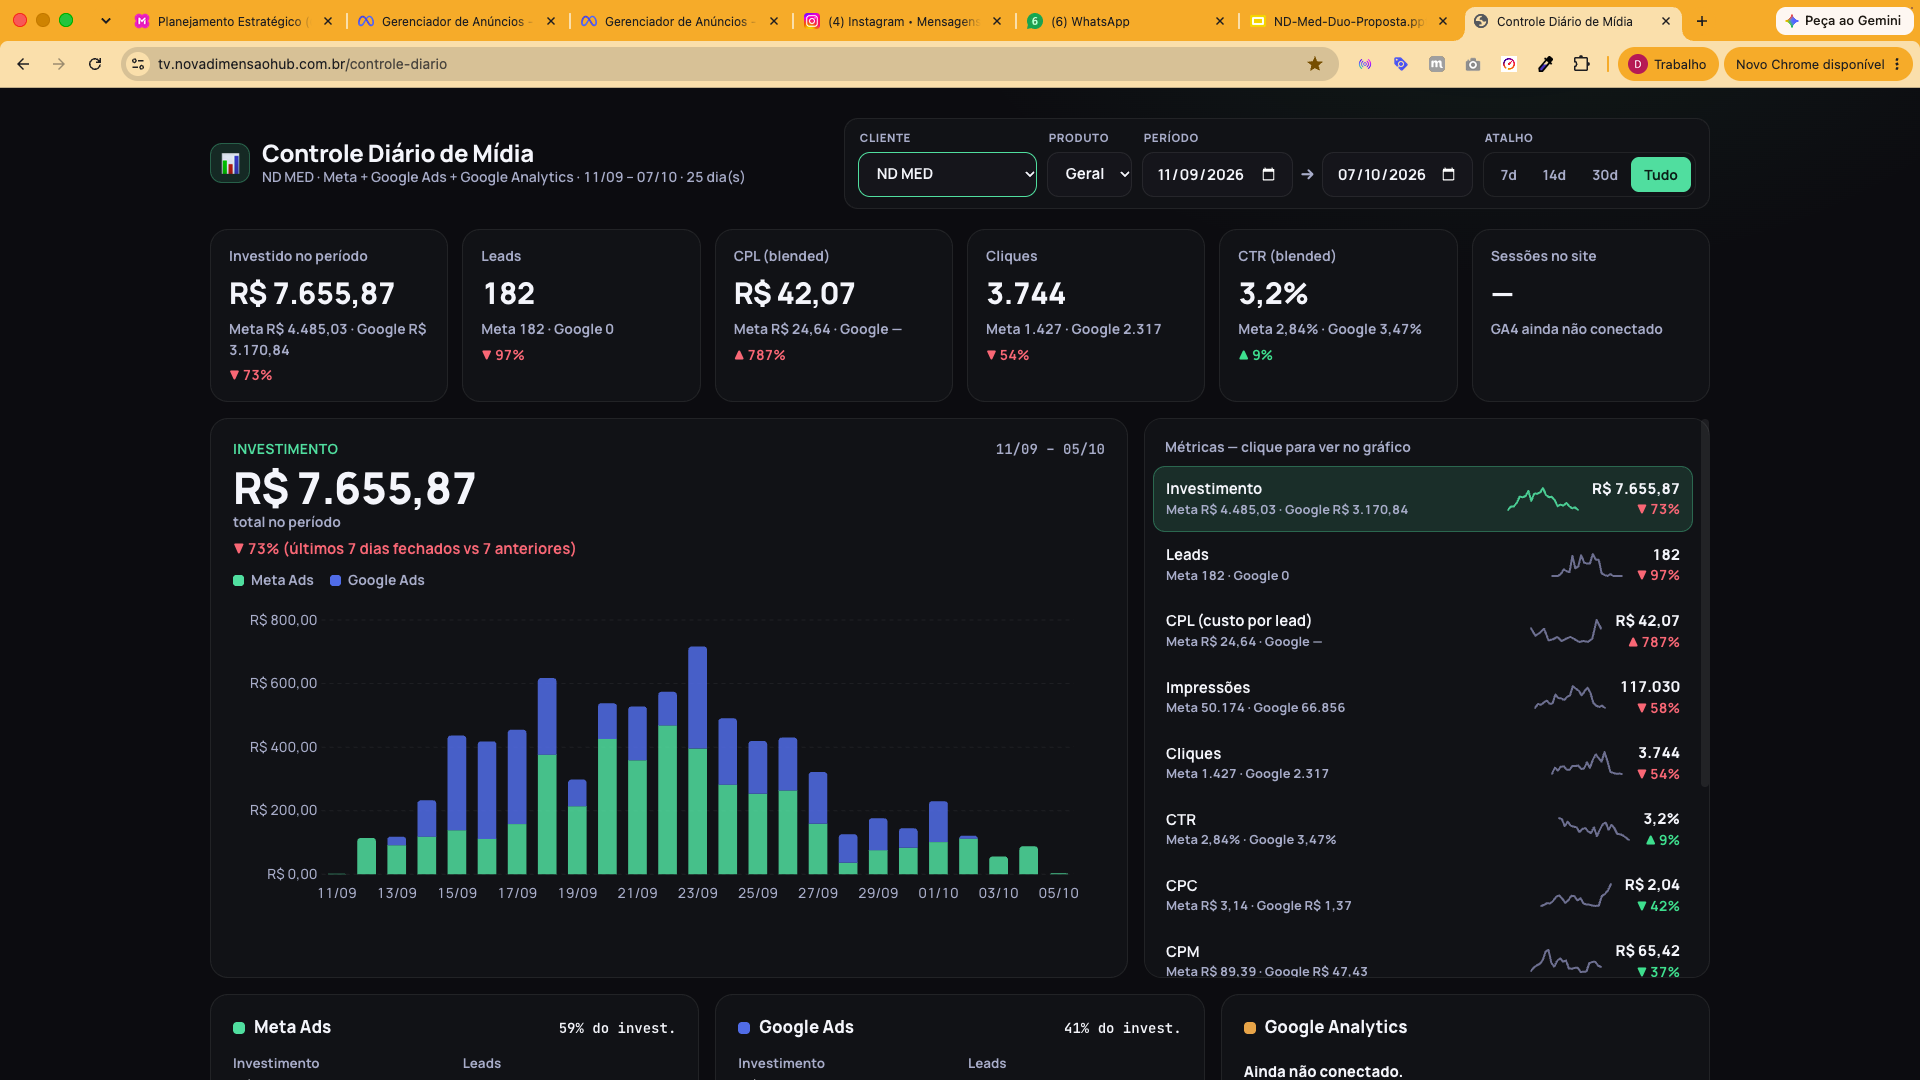 Planejamento Estratégico
Gerenciador de Anúncios -
Gerenciador de Anúncios -
(4) Instagram • Mensagens
(6) WhatsApp
ND-Med-Duo-Proposta.pp
Controle Diário de Mídia
Peça ao Gemini
tv.novadimensaohub.com.br/controle-diario
D Trabalho
Novo Chrome disponível
Controle Diário de Mídia
ND MED · Meta + Google Ads + Google Analytics · 11/09 – 07/10 · 25 dia(s)
CLIENTE
PRODUTO
PERÍODO
ATALHO
ND MED
Geral
11/09/2026
→
07/10/2026
7d
14d
30d
Tudo
Investido no período
R$ 7.655,87
Meta R$ 4.485,03 · Google R$
3.170,84
▼ 73%
Leads
182
Meta 182 · Google 0
▼ 97%
CPL (blended)
R$ 42,07
Meta R$ 24,64 · Google —
▲ 787%
Cliques
3.744
Meta 1.427 · Google 2.317
▼ 54%
CTR (blended)
3,2%
Meta 2,84% · Google 3,47%
▲ 9%
Sessões no site
—
GA4 ainda não conectado
INVESTIMENTO
11/09 – 05/10
R$ 7.655,87
total no período
▼ 73% (últimos 7 dias fechados vs 7 anteriores)
Meta Ads
Google Ads
R$ 800,00
R$ 600,00
R$ 400,00
R$ 200,00
R$ 0,00
11/09 13/09 15/09 17/09 19/09 21/09 23/09 25/09 27/09 29/09 01/10 03/10 05/10
Métricas — clique para ver no gráfico
Investimento
R$ 7.655,87
Meta R$ 4.485,03 · Google R$ 3.170,84
▼ 73%
Leads
182
Meta 182 · Google 0
▼ 97%
CPL (custo por lead)
R$ 42,07
Meta R$ 24,64 · Google —
▲ 787%
Impressões
117.030
Meta 50.174 · Google 66.856
▼ 58%
Cliques
3.744
Meta 1.427 · Google 2.317
▼ 54%
CTR
3,2%
Meta 2,84% · Google 3,47%
▲ 9%
CPC
R$ 2,04
Meta R$ 3,14 · Google R$ 1,37
▼ 42%
CPM
R$ 65,42
Meta R$ 89,39 · Google R$ 47,43
▼ 37%
Meta Ads
59% do invest.
Investimento
Leads
Google Ads
41% do invest.
Investimento
Leads
Google Analytics
Ainda não conectado.